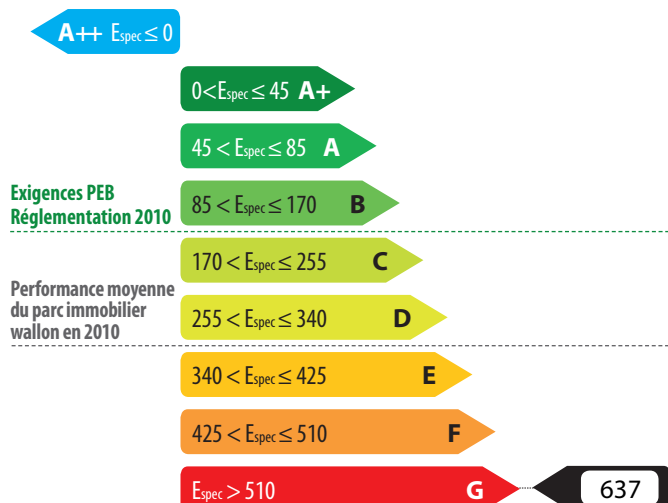 A++ Espec ≤ 0
0<Espec ≤ 45 A+
45 < Espec ≤ 85 A
Exigences PEB
Réglementation 2010
85 < Espec ≤ 170 B
170 < Espec ≤ 255 C
Performance moyenne
du parc immobilier
wallon en 2010
255 < Espec ≤ 340 D
340 < Espec ≤ 425 E
425 < Espec ≤ 510 F
Espec > 510 G 637